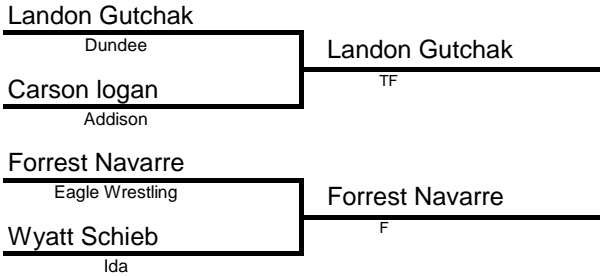 Landon Gutchak
Dundee
Landon Gutchak
TF
Carson logan
Addison
Forrest Navarre
Eagle Wrestling
Forrest Navarre
F
Wyatt Schieb
Ida